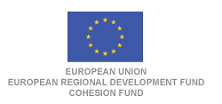 EUROPEAN UNION
EUROPEAN REGIONAL DEVELOPMENT FUND
COHESION FUND